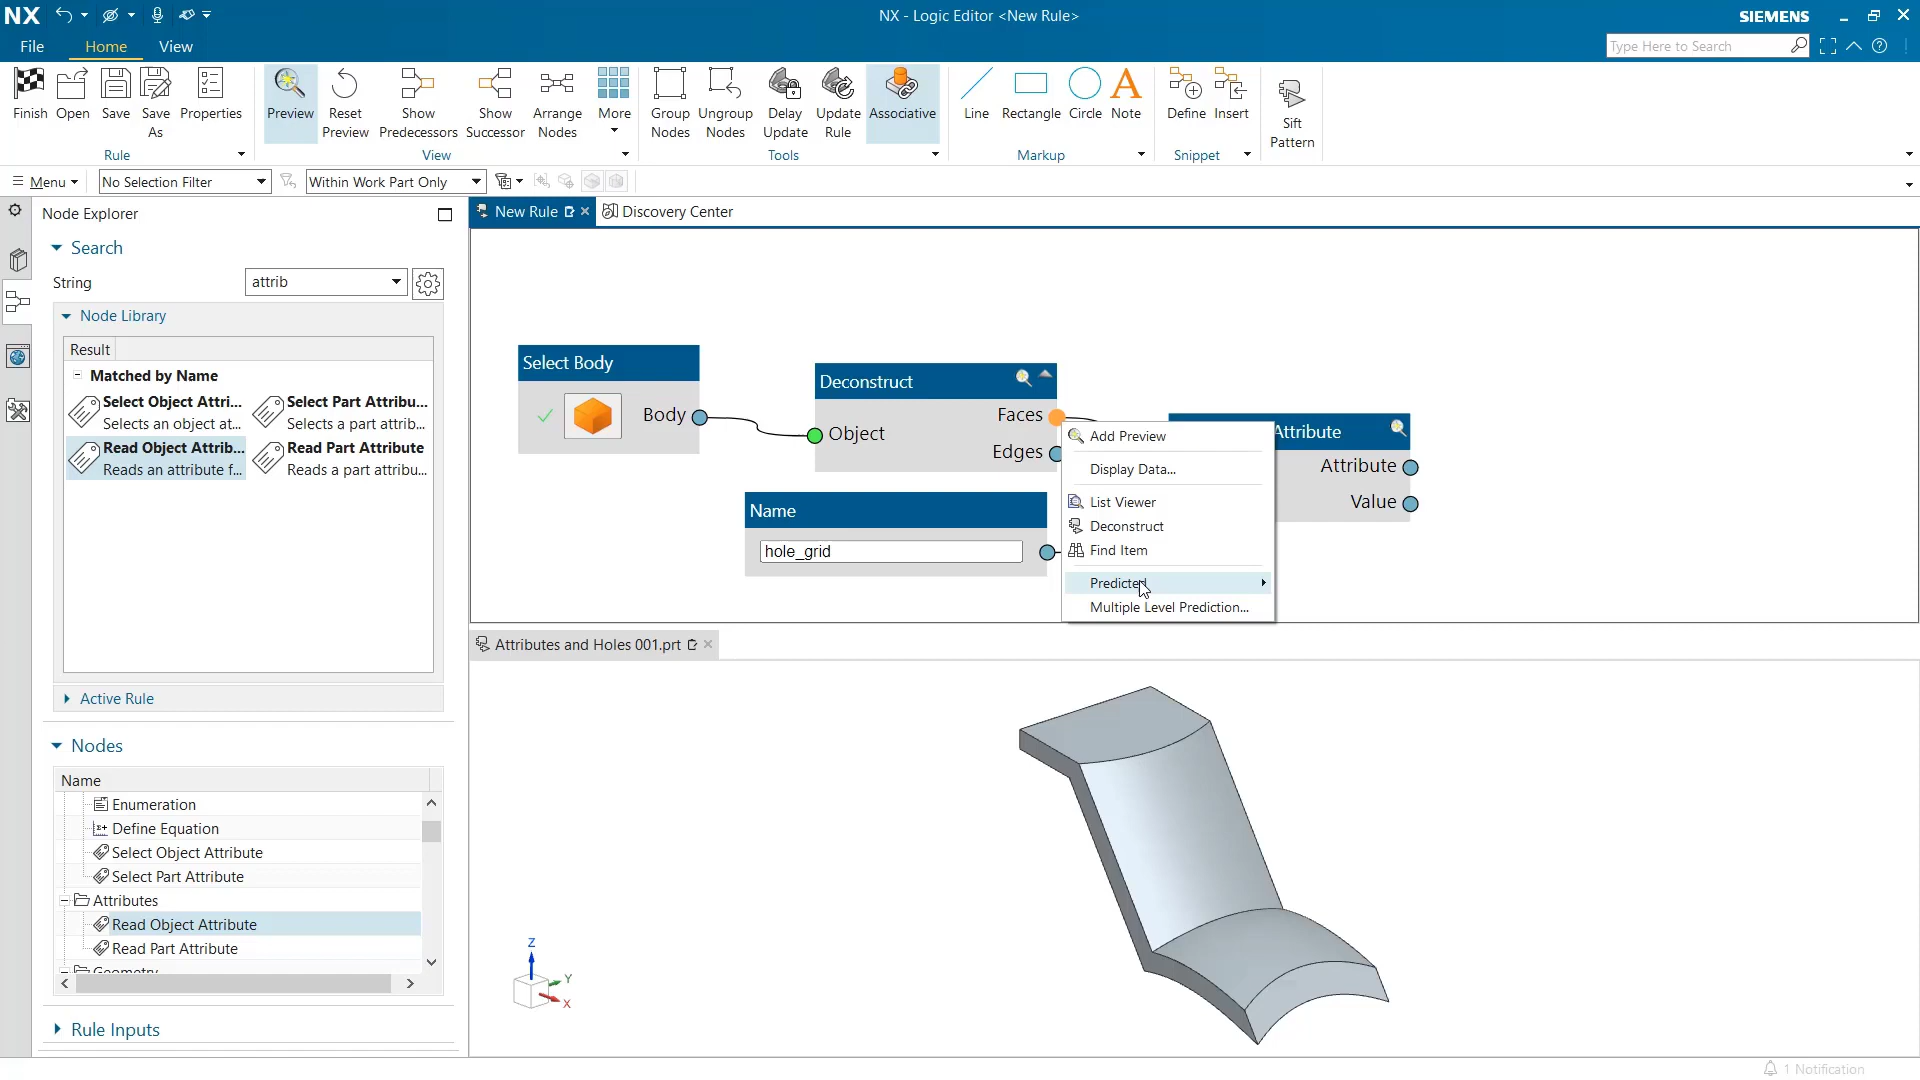 NX
NX - Logic Editor <New Rule>
SIEMENS
File
Home
View
Type Here to Search
Finish
Open
Save
Save As
Properties
Preview
Reset Preview
Show Predecessors
Show Successor
Arrange Nodes
More
Group Nodes
Ungroup Nodes
Delay Update
Update Rule
Associative
Line
Rectangle
Circle
Note
Define
Insert
Sift Pattern
Rule
View
Tools
Markup
Snippet
Menu
No Selection Filter
Within Work Part Only
Node Explorer
Search
String
attrib
Node Library
Result
Matched by Name
Select Object Attri...
Selects an object at...
Select Part Attribu...
Selects a part attrib...
Read Object Attrib...
Reads an attribute f...
Read Part Attribute
Reads a part attribu...
Active Rule
Nodes
Name
Enumeration
Define Equation
Select Object Attribute
Select Part Attribute
Attributes
Read Object Attribute
Read Part Attribute
Geometry
Rule Inputs
New Rule
Discovery Center
Select Body
Body
Deconstruct
Faces
Object
Edges
Name
hole_grid
Attribute
Attribute
Value
Add Preview
Display Data...
List Viewer
Deconstruct
Find Item
Predicted
Multiple Level Prediction...
Attributes and Holes 001.prt
Z
Y
X
1 Notification